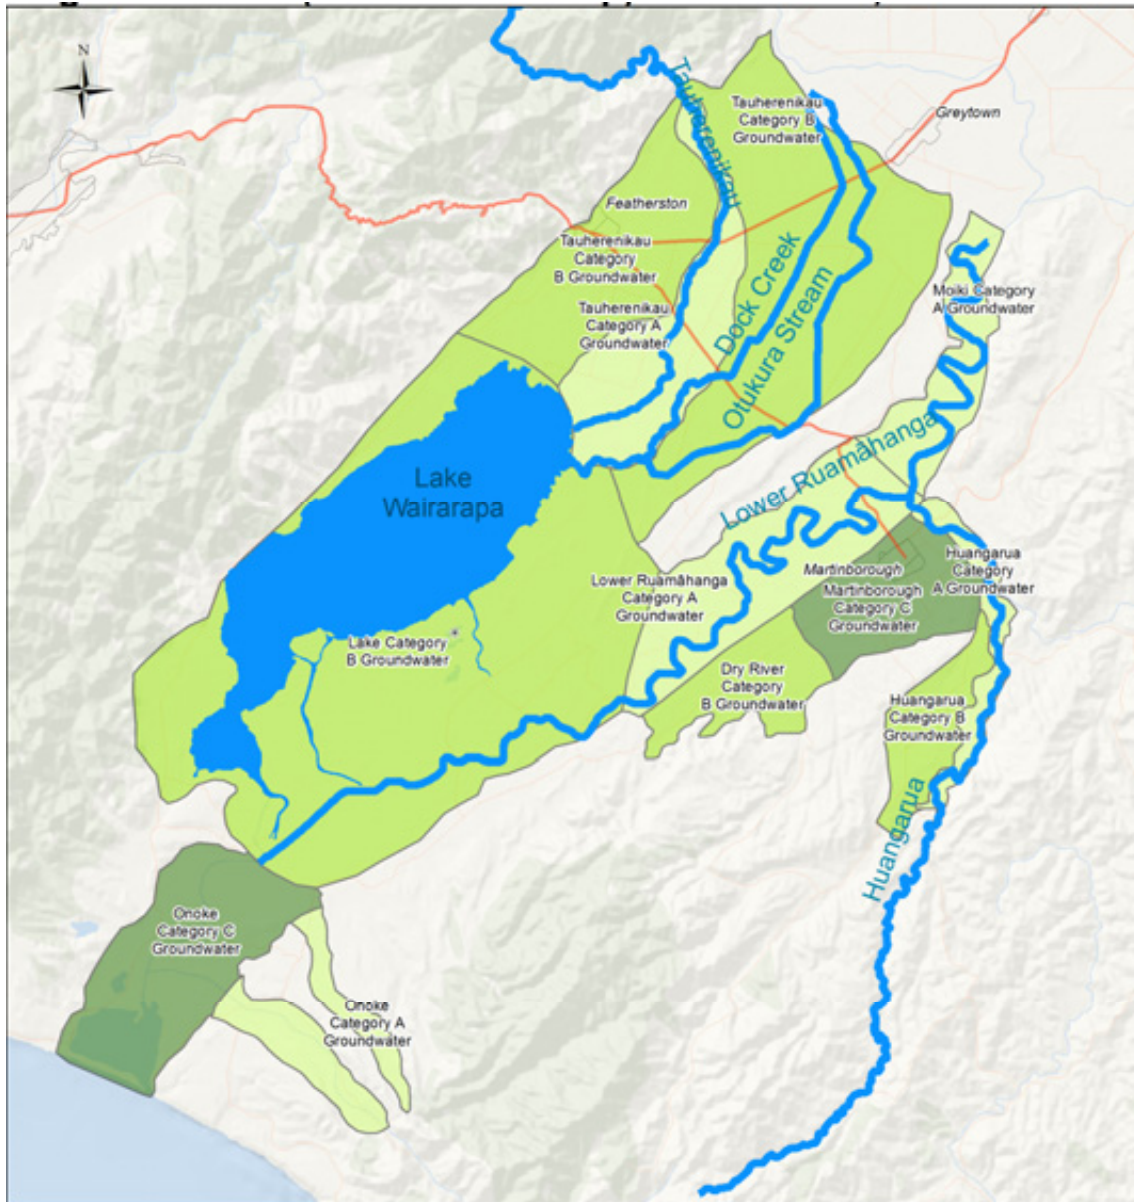 N
Tauherenikau
Tauherenikau
Category B
Groundwater
Greytown
Featherston
Tauherenikau
Category
B Groundwater
Tauherenikau
Category A
Groundwater
Dock Creek
Otukura Stream
Moiki Category
A Groundwater
Lower Ruamāhanga
Lake
Wairarapa
Huangarua
Category
A Groundwater
Martinborough
Martinborough
Category C
Groundwater
Lower Ruamāhanga
Category A
Groundwater
Lake Category
B Groundwater
Dry River
Category
B Groundwater
Huangarua
Category B
Groundwater
Huangarua
Onoke
Category C
Groundwater
Onoke
Category A
Groundwater